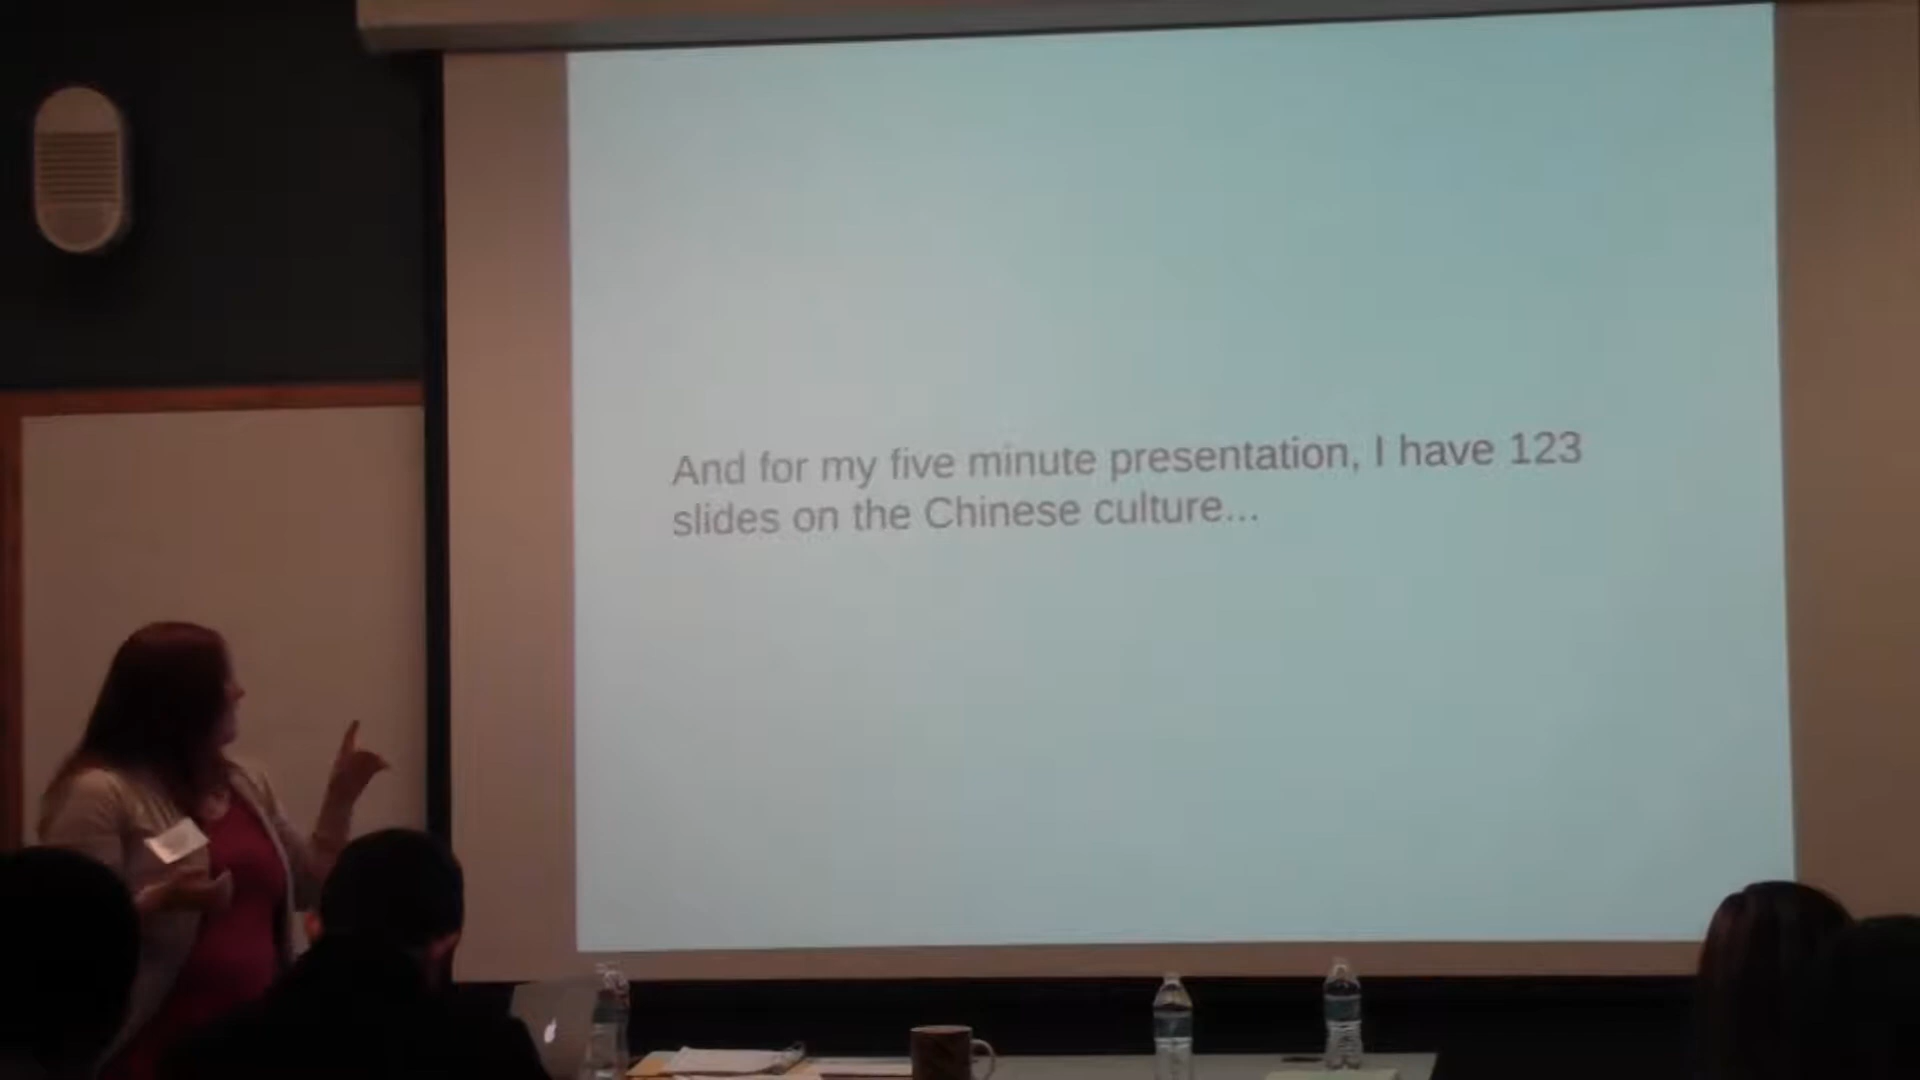 And for my five minute presentation, I have 123
slides on the Chinese culture...